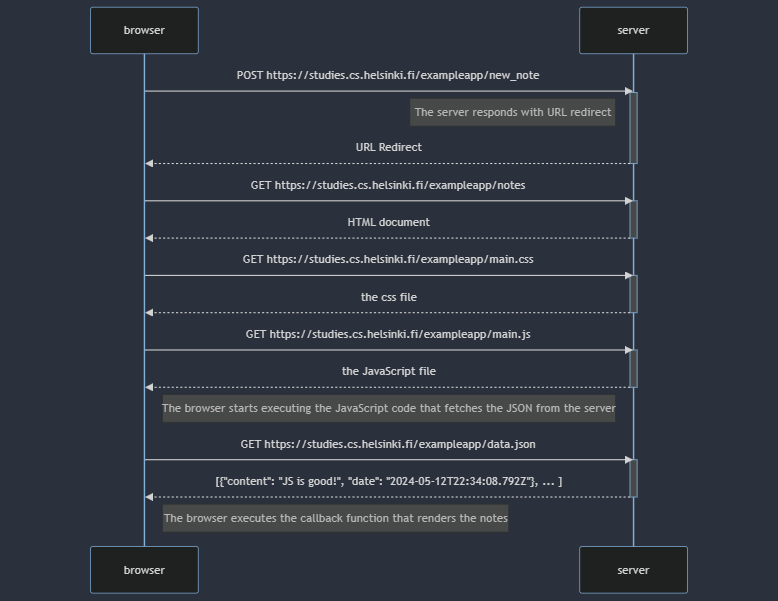 browser
server
POST https://studies.cs.helsinki.fi/exampleapp/new_note
The server responds with URL redirect
URL Redirect
GET https://studies.cs.helsinki.fi/exampleapp/notes
HTML document
GET https://studies.cs.helsinki.fi/exampleapp/main.css
the css file
GET https://studies.cs.helsinki.fi/exampleapp/main.js
the JavaScript file
The browser starts executing the JavaScript code that fetches the JSON from the server
GET https://studies.cs.helsinki.fi/exampleapp/data.json
[{"content": "JS is good!", "date": "2024-05-12T22:34:08.792Z"}, ... ]
The browser executes the callback function that renders the notes
browser
server